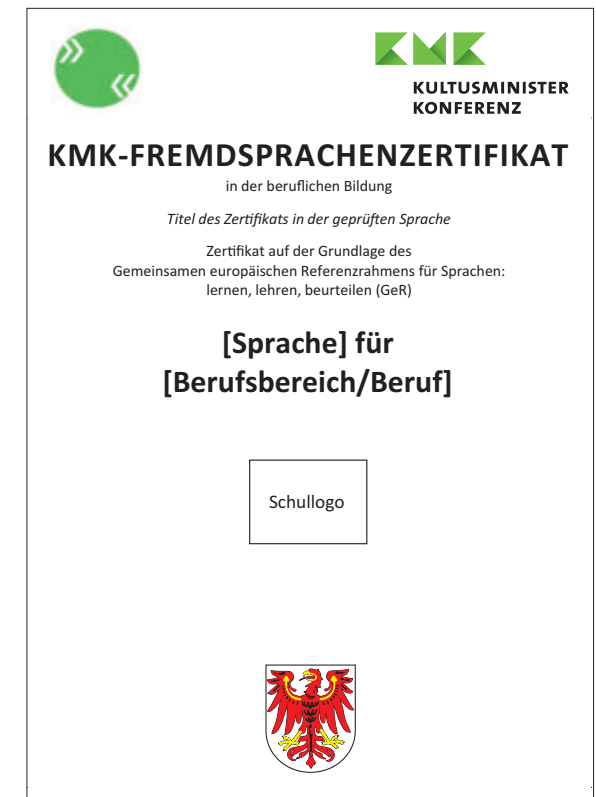 KMK
KULTUSMINISTER
KONFERENZ
KMK-FREMDSPRACHENZERTIFIKAT
in der beruflichen Bildung
Titel des Zertifikats in der geprüften Sprache
Zertifikat auf der Grundlage des
Gemeinsamen europäischen Referenzrahmens für Sprachen:
lernen, lehren, beurteilen (GeR)
[Sprache] für
[Berufsbereich/Beruf]
Schullogo